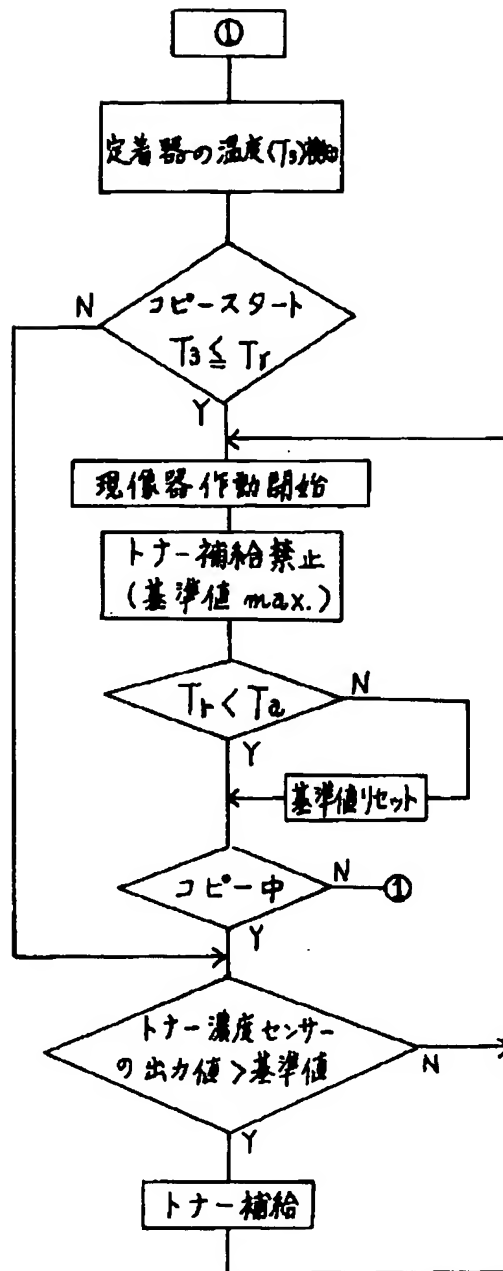 ①
定着器の温度(T3)検出
コピースタート
N
T3≦Tr
Y
現像器作動開始
トナー補給禁止
(基準値 max.)
Tr<Ta
N
Y
基準値リセット
コピー中
N
①
Y
トナー濃度センサー
の出力値>基準値
N
Y
トナー補給